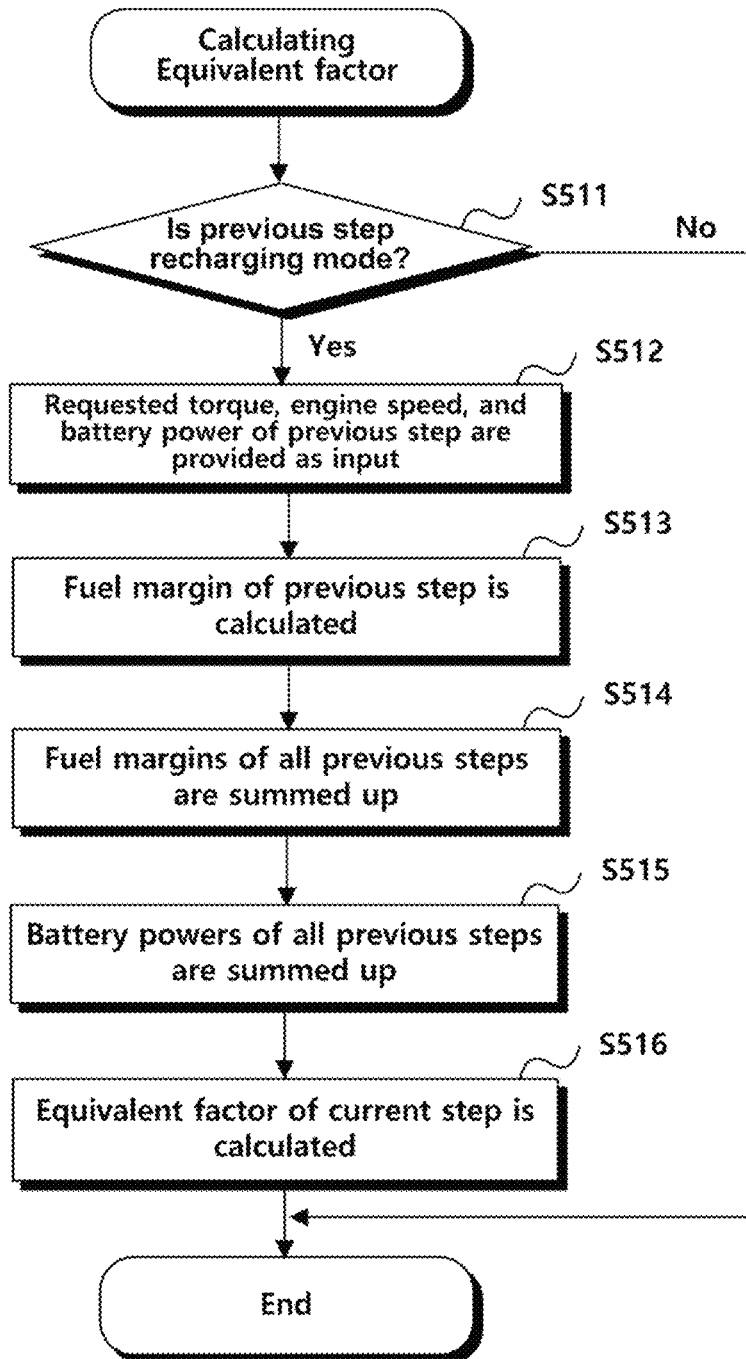 Calculating
Equivalent factor
S511
Is previous step
recharging mode?
No
Yes
S512
Requested torque, engine speed, and
battery power of previous step are
provided as input
S513
Fuel margin of previous step is
calculated
S514
Fuel margins of all previous steps
are summed up
S515
Battery powers of all previous steps
are summed up
S516
Equivalent factor of current step is
calculated
End